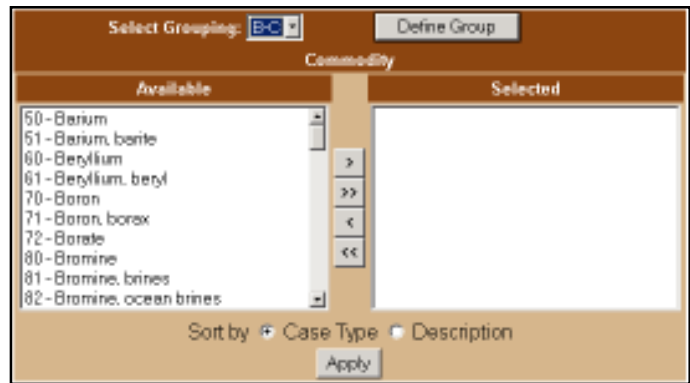 Select Grouping: B-C Define Group
Commodity
Available Selected
50 - Barium
51 - Barium, barite
60 - Beryllium
61 - Beryllium, beryl
70 - Boron
71 - Boron, borax
72 - Borate
80 - Bromine
81 - Bromine, brines
82 - Bromine, ocean brines
>
>>
<
<<
Sort by Case Type Description
Apply